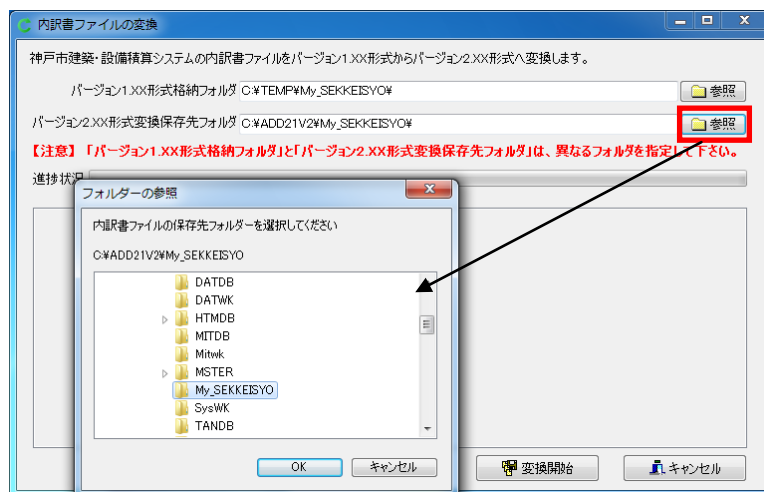 内訳書ファイルの変換
神戸市建築・設備積算システムの内訳書ファイルをバージョン1.XX形式からバージョン2.XX形式へ変換します。
バージョン1.XX形式格納フォルダ C:¥TEMP¥My_SEKKEISYO¥ 参照
バージョン2.XX形式変換保存先フォルダ C:¥ADD21V2¥My_SEKKEISYO¥ 参照
【注意】「バージョン1.XX形式格納フォルダ」と「バージョン2.XX形式変換保存先フォルダ」は、異なるフォルダを指定して下さい。
進捗状況
フォルダーの参照
内訳書ファイルの保存先フォルダーを選択してください
C:¥ADD21V2¥My_SEKKEISYO
DATDB
DATWK
HTMDB
MITDB
Mitwk
MSTER
My_SEKKEISYO
SysWK
TANDB
OK キャンセル
変換開始 キャンセル